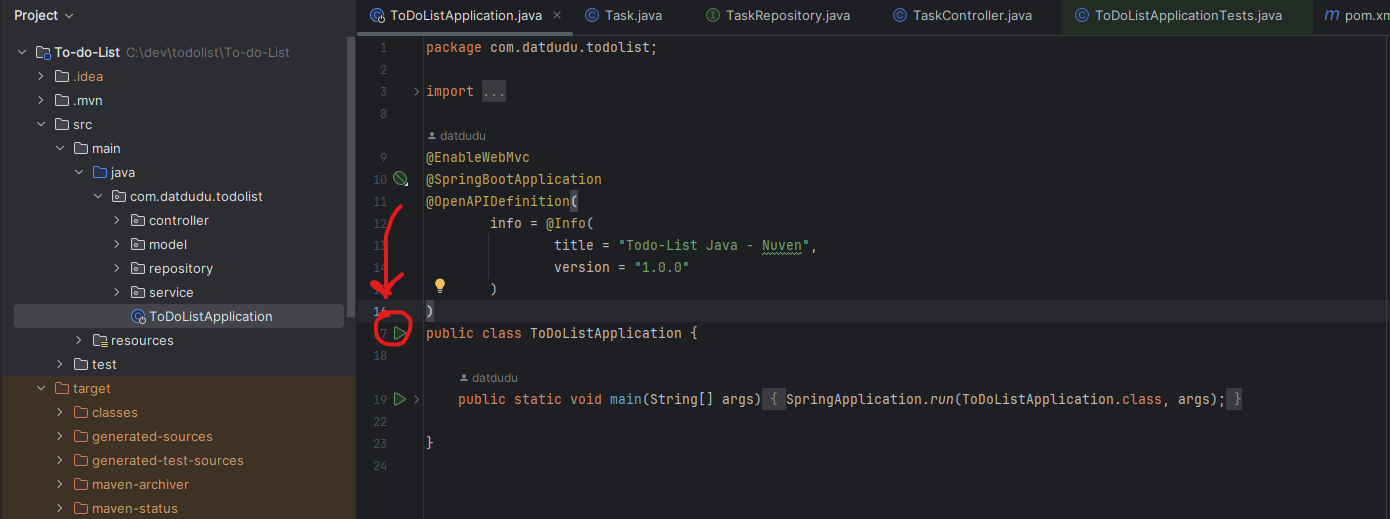 Project
To-do-List C:\dev\todolist\To-do-List
.idea
.mvn
src
main
java
com.datdudu.todolist
controller
model
repository
service
ToDoListApplication
resources
test
target
classes
generated-sources
generated-test-sources
maven-archiver
maven-status
ToDoListApplication.java Task.java TaskRepository.java TaskController.java ToDoListApplicationTests.java pom.xm
1 package com.datdudu.todolist;
2
3 import ...
8
datdudu
9 @EnableWebMvc
10 @SpringBootApplication
11 @OpenAPIDefinition(
12 info = @Info(
13 title = "Todo-List Java - Nuven",
14 version = "1.0.0"
)
16 )
17 public class ToDoListApplication {
18
datdudu
19 public static void main(String[] args) { SpringApplication.run(ToDoListApplication.class, args); }
22
23 }
24